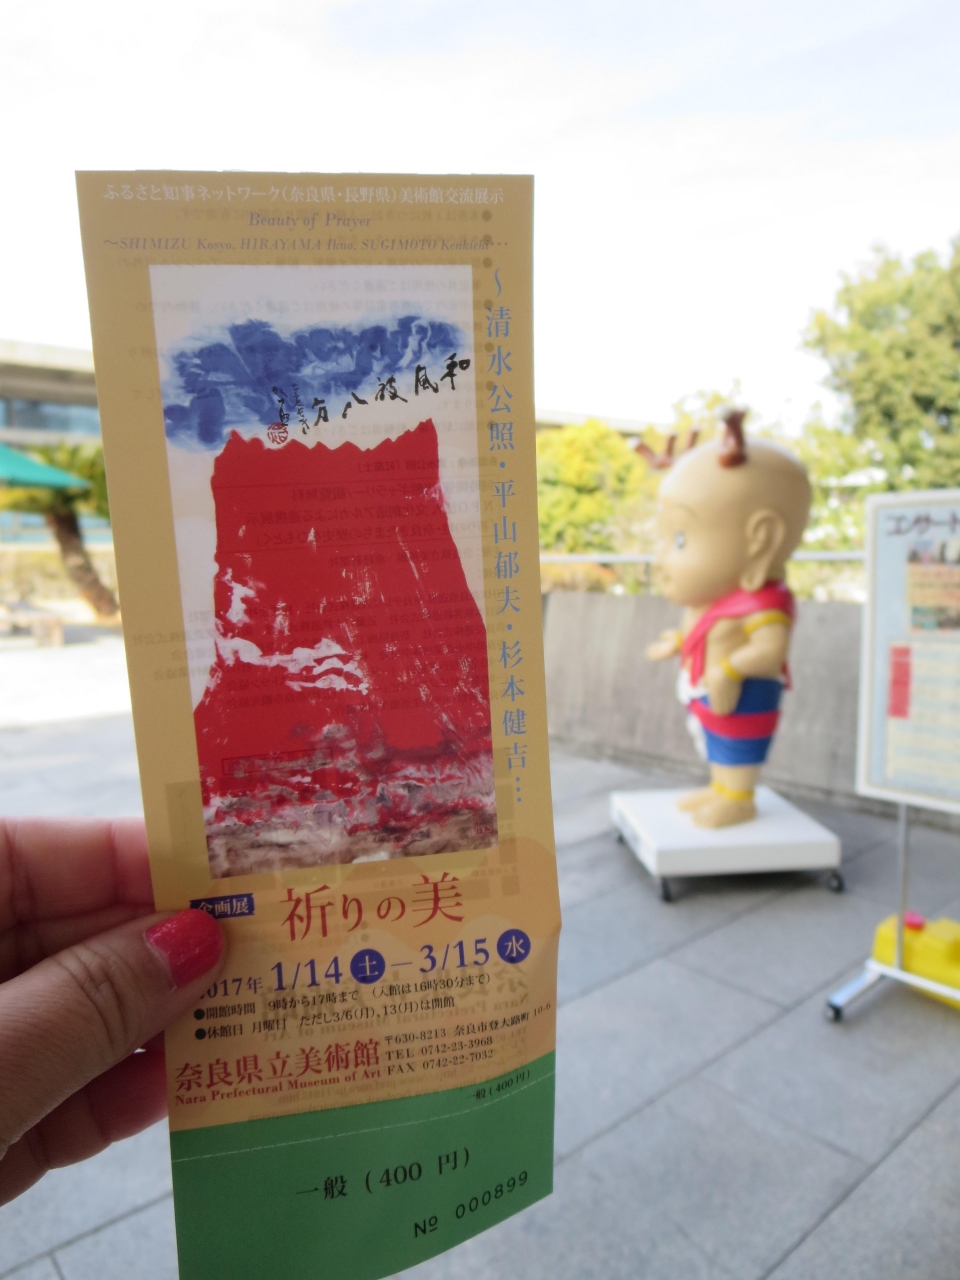 ふるさと知事ネットワーク(奈良県・長野県)美術館交流展示
Beauty of Prayer
～SHIMIZU Kosyo, HIRAYAMA Ikuo, SUGIMOTO Kenkichi…
～清水公照・平山郁夫・杉本健吉…
和風被八方
企画展
祈りの美
2017年 1/14 土 – 3/15 水
●開館時間 9時から17時まで (入館は16時30分まで)
●休館日 月曜日 ただし3/6(月)、13(月)は開館
奈良県立美術館
Nara Prefectural Museum of Art
〒630-8213 奈良市登大路町 10-6
TEL 0742-23-3968
FAX 0742-22-7032
一般(400円)
一般 (400 円)
№ 000899
コンサート